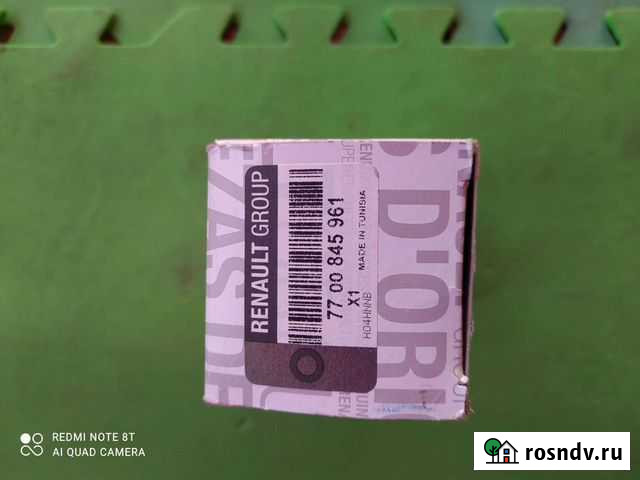 RENAULT GROUP
77 00 845 961
X1
MADE IN TUNISIA
H04HNNB
D'ORI
REDMI NOTE 8T
AI QUAD CAMERA
rosndv.ru